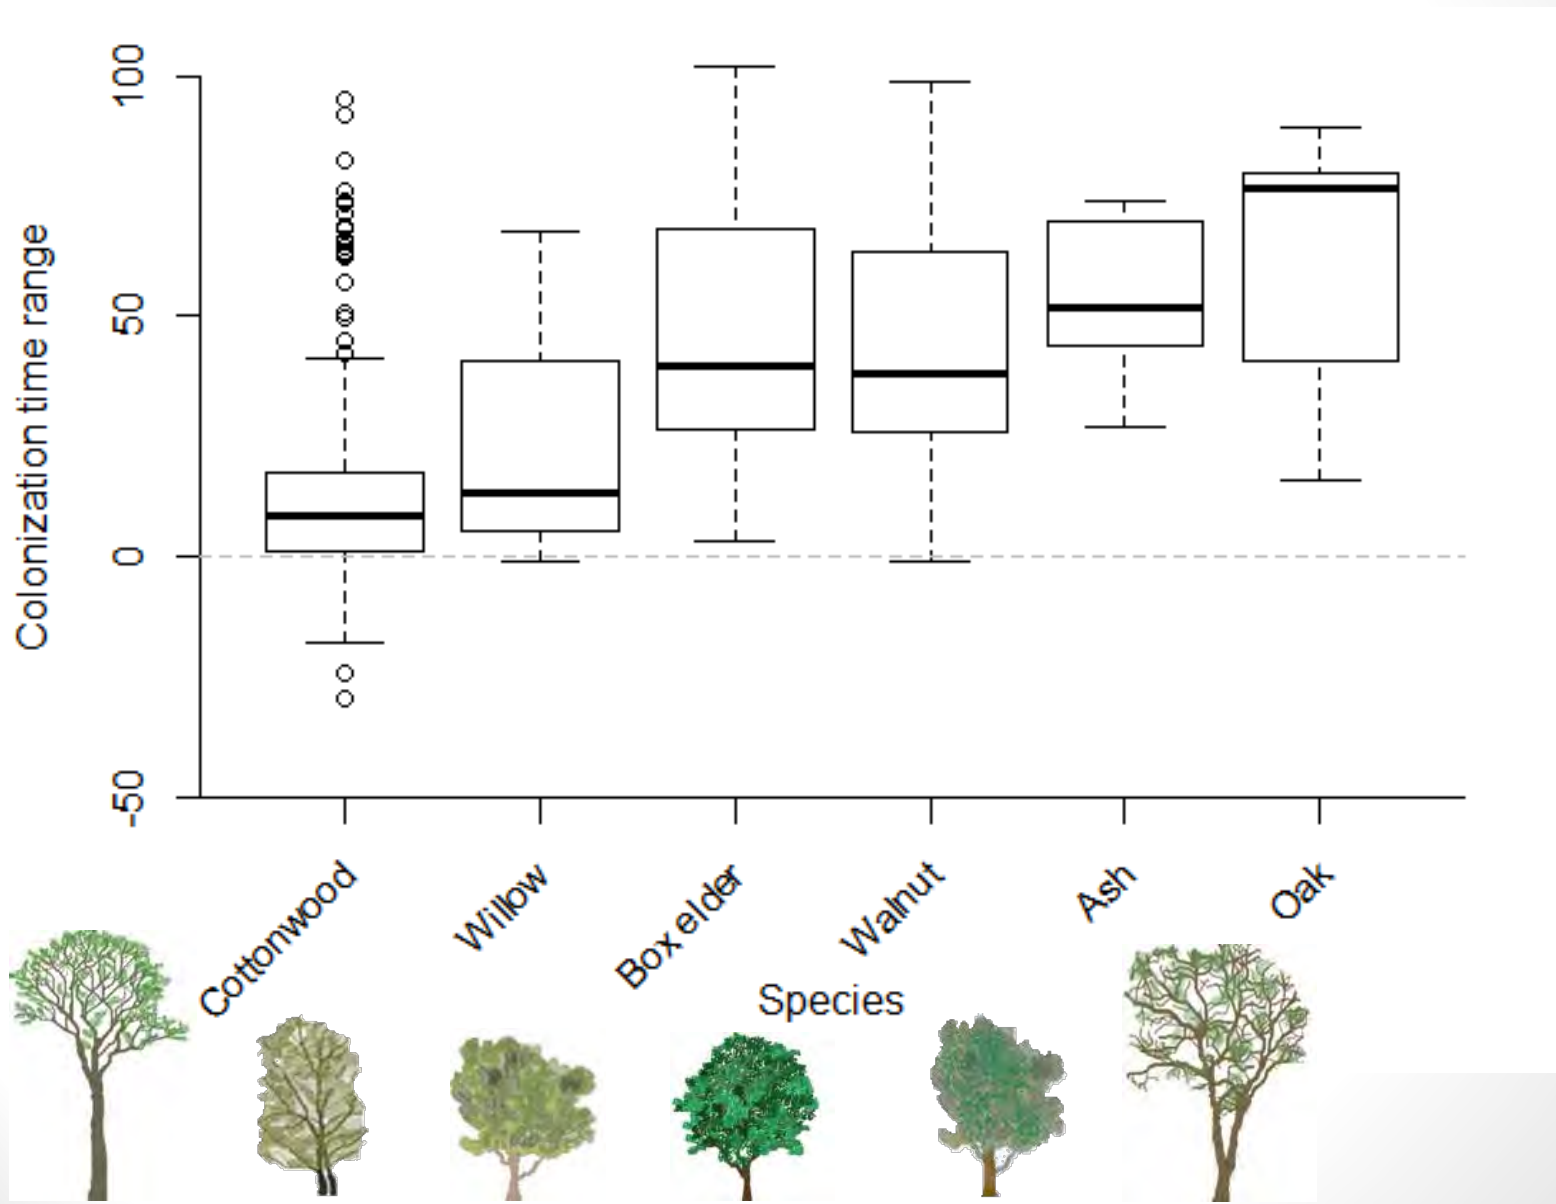 Colonization time range
100
50
0
-50
Cottonwood
Willow
Box elder
Walnut
Ash
Oak
Species